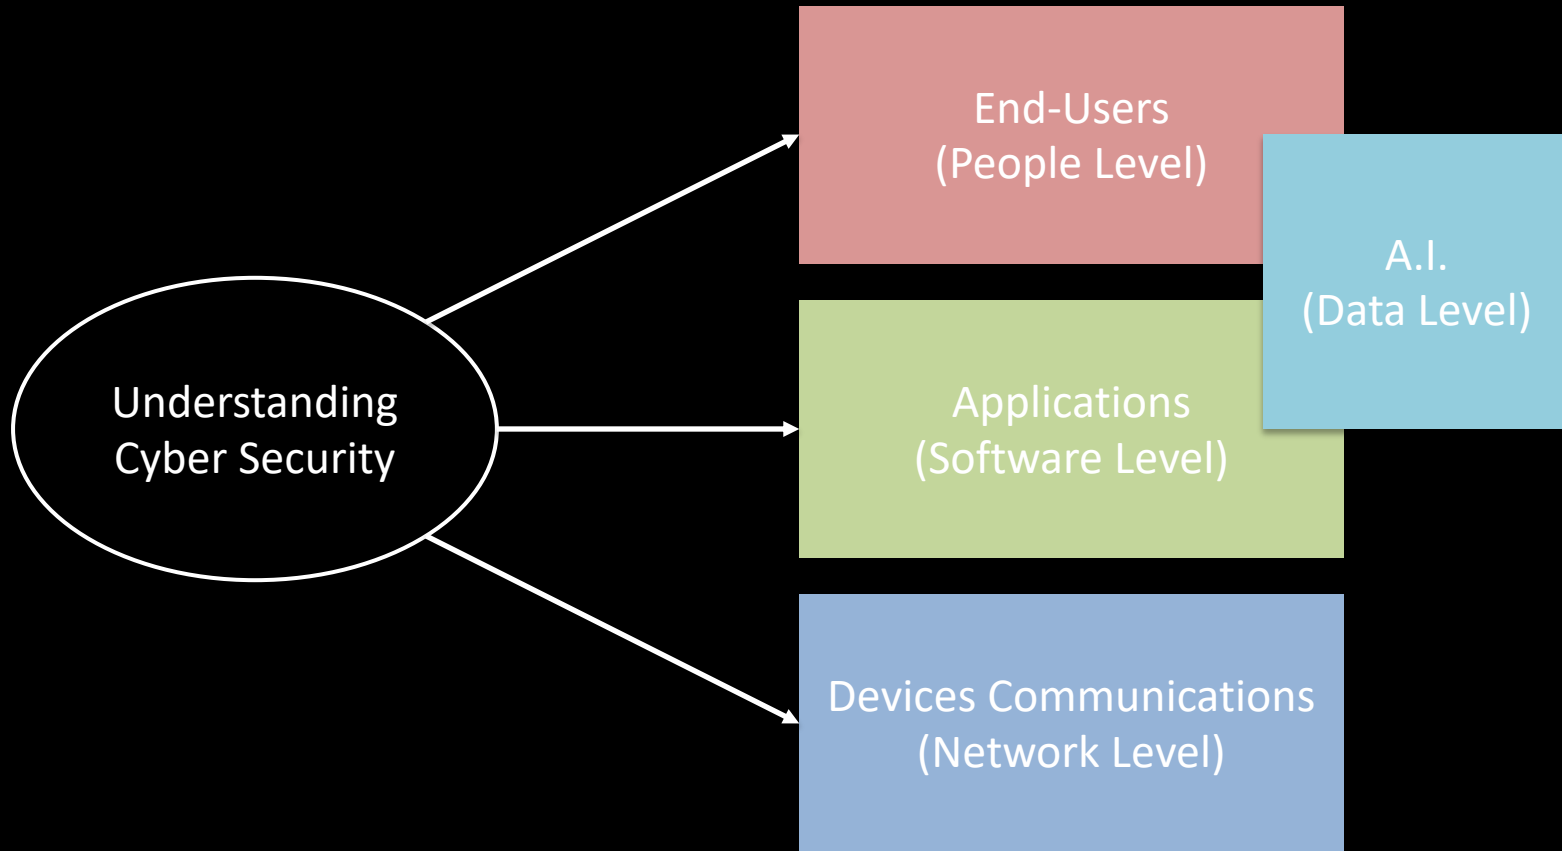 Understanding
Cyber Security
End-Users
(People Level)
A.I.
(Data Level)
Applications
(Software Level)
Devices Communications
(Network Level)